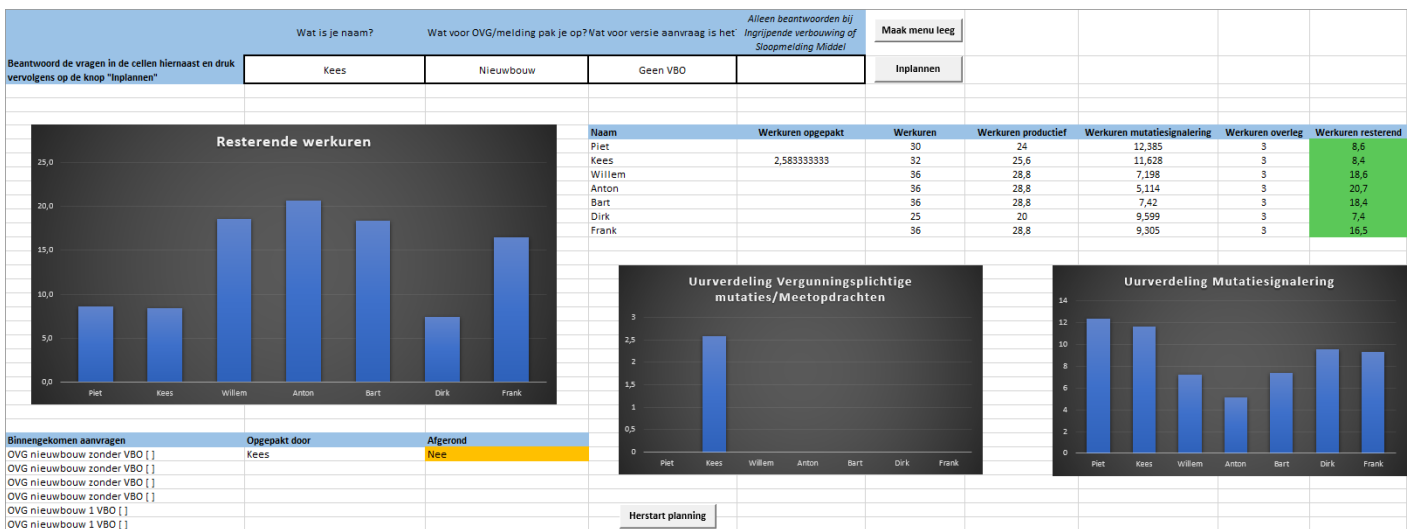 Wat is je naam?
Wat voor OVG/melding pak je op?
Wat voor versie aanvraag is het
Alleen beantwoorden bij
Ingrijpende verbouwing of
Sloopmelding Middel
Maak menu leeg
Beantwoord de vragen in de cellen hiernaast en druk
vervolgens op de knop "Inplannen"
Kees
Nieuwbouw
Geen VBO
Inplannen
Resterende werkuren
25,0
20,0
15,0
10,0
5,0
0,0
Piet Kees Willem Anton Bart Dirk Frank
Naam Werkuren opgepakt Werkuren Werkuren productief Werkuren mutatiesignalering Werkuren overleg Werkuren resterend
Piet 30 24 12,385 3 8,6
Kees 2,583333333 32 25,6 11,628 3 8,4
Willem 36 28,8 7,198 3 18,6
Anton 36 28,8 5,114 3 20,7
Bart 36 28,8 7,42 3 18,4
Dirk 25 20 9,599 3 7,4
Frank 36 28,8 9,305 3 16,5
Uurverdeling Vergunningsplichtige
mutaties/Meetopdrachten
3
2,5
2
1,5
1
0,5
0
Piet Kees Willem Anton Bart Dirk Frank
Uurverdeling Mutatiesignalering
14
12
10
8
6
4
2
0
Piet Kees Willem Anton Bart Dirk Frank
Binnengekomen aanvragen Opgepakt door Afgerond
OVG nieuwbouw zonder VBO [ ] Kees Nee
OVG nieuwbouw zonder VBO [ ]
OVG nieuwbouw zonder VBO [ ]
OVG nieuwbouw zonder VBO [ ]
OVG nieuwbouw 1 VBO [ ]
OVG nieuwbouw 1 VBO [ ]
Herstart planning